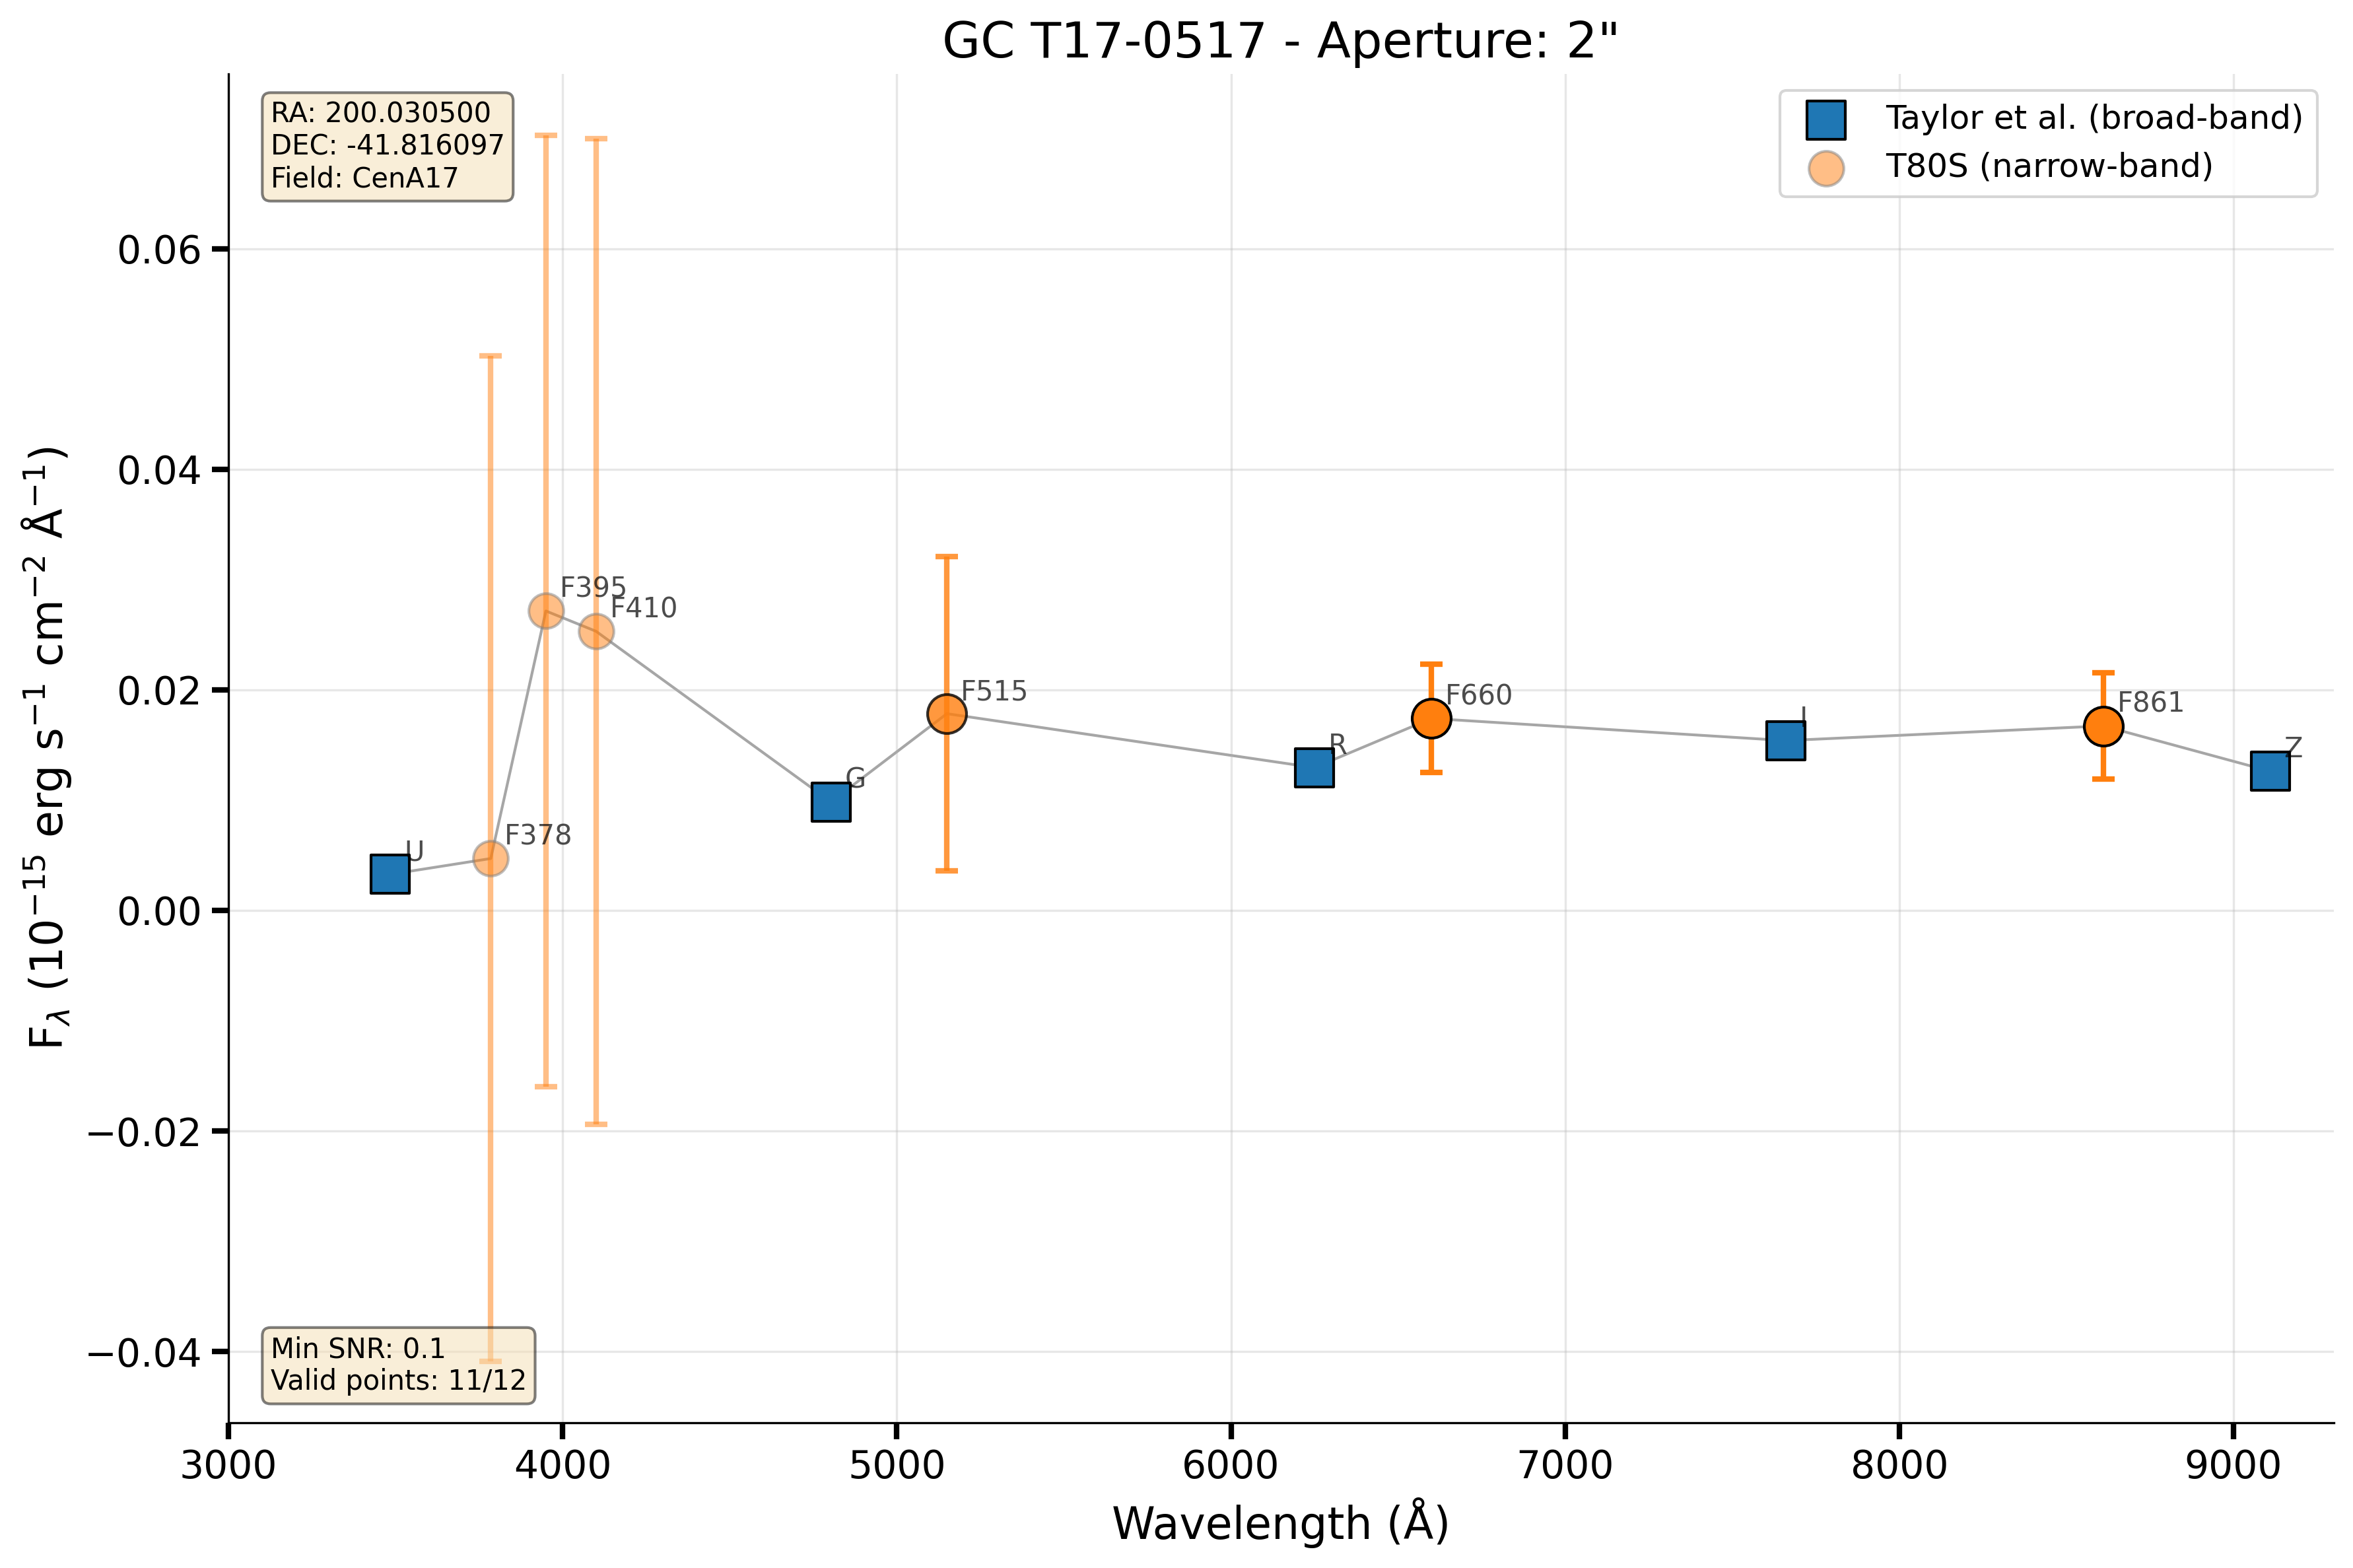 GC T17-0517 - Aperture: 2"
RA: 200.030500
DEC: -41.816097
Field: CenA17
Taylor et al. (broad-band)
T80S (narrow-band)
0.06
0.04
0.02
0.00
−0.02
−0.04
F_λ (10⁻¹⁵ erg s⁻¹ cm⁻² Å⁻¹)
U
F378
F395
F410
G
F515
R
F660
I
F861
Z
Min SNR: 0.1
Valid points: 11/12
3000 4000 5000 6000 7000 8000 9000
Wavelength (Å)